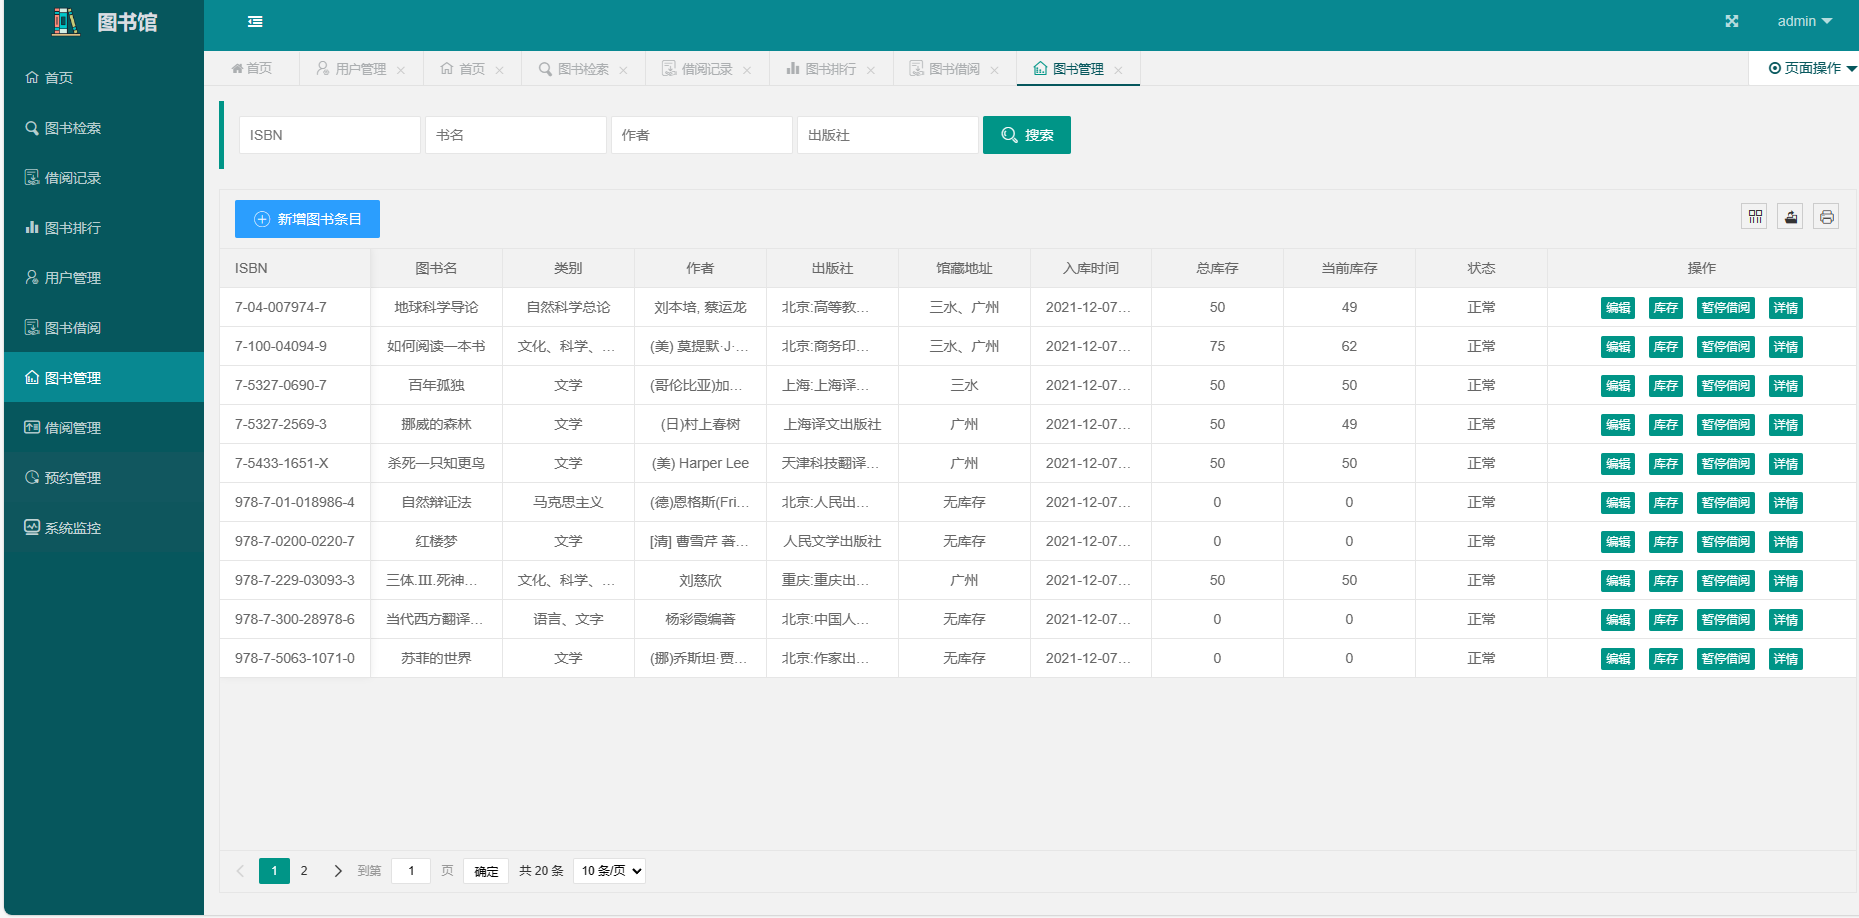 图书馆
admin
首页
图书检索
借阅记录
图书排行
用户管理
图书借阅
图书管理
借阅管理
预约管理
系统监控
首页 用户管理 首页 图书检索 借阅记录 图书排行 图书借阅 图书管理 页面操作
ISBN 书名 作者 出版社 搜索
新增图书条目
ISBN 图书名 类别 作者 出版社 馆藏地址 入库时间 总库存 当前库存 状态 操作
7-04-007974-7 地球科学导论 自然科学总论 刘本培, 蔡运龙 北京:高等教... 三水、广州 2021-12-07... 50 49 正常 编辑 库存 暂停借阅 详情
7-100-04094-9 如何阅读一本书 文化、科学、... (美) 莫提默·J·... 北京:商务印... 三水、广州 2021-12-07... 75 62 正常 编辑 库存 暂停借阅 详情
7-5327-0690-7 百年孤独 文学 (哥伦比亚)加... 上海:上海译... 三水 2021-12-07... 50 50 正常 编辑 库存 暂停借阅 详情
7-5327-2569-3 挪威的森林 文学 (日)村上春树 上海译文出版社 广州 2021-12-07... 50 49 正常 编辑 库存 暂停借阅 详情
7-5433-1651-X 杀死一只知更鸟 文学 (美) Harper Lee 天津科技翻译... 广州 2021-12-07... 50 50 正常 编辑 库存 暂停借阅 详情
978-7-01-018986-4 自然辩证法 马克思主义 (德)恩格斯(Fri... 北京:人民出... 无库存 2021-12-07... 0 0 正常 编辑 库存 暂停借阅 详情
978-7-0200-0220-7 红楼梦 文学 [清] 曹雪芹 著... 人民文学出版社 无库存 2021-12-07... 0 0 正常 编辑 库存 暂停借阅 详情
978-7-229-03093-3 三体.Ⅲ.死神... 文化、科学、... 刘慈欣 重庆:重庆出... 广州 2021-12-07... 50 50 正常 编辑 库存 暂停借阅 详情
978-7-300-28978-6 当代西方翻译... 语言、文字 杨彩霞编著 北京:中国人... 无库存 2021-12-07... 0 0 正常 编辑 库存 暂停借阅 详情
978-7-5063-1071-0 苏菲的世界 文学 (挪)乔斯坦·贾... 北京:作家出... 无库存 2021-12-07... 0 0 正常 编辑 库存 暂停借阅 详情
1 2 到第 1 页 确定 共 20 条 10 条/页